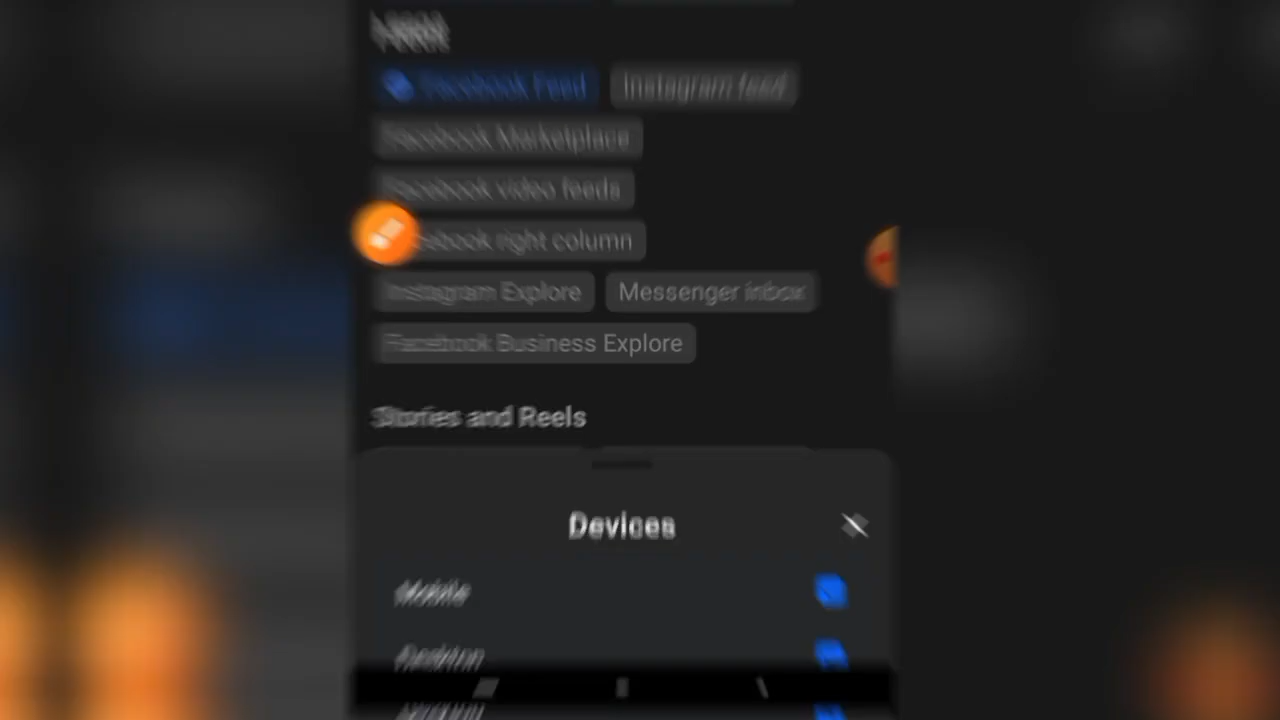 Facebook Feed Instagram feed
Facebook Marketplace
Facebook video feeds
ebook right column
Instagram Explore Messenger inbox
Facebook Business Explore
Stories and Reels
Devices
Mobile
Desktop